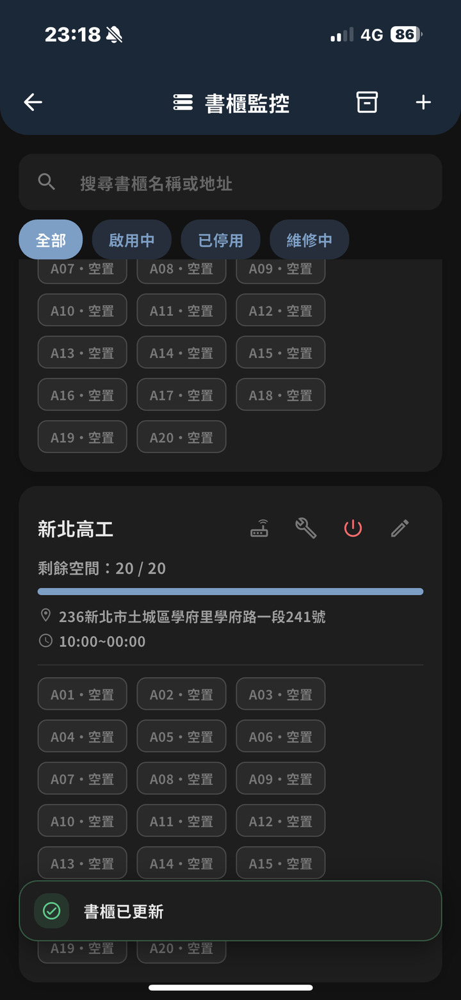 23:18 4G 86
書櫃監控
搜尋書櫃名稱或地址
全部 啟用中 已停用 維修中
A07・空置 A08・空置 A09・空置
A10・空置 A11・空置 A12・空置
A13・空置 A14・空置 A15・空置
A16・空置 A17・空置 A18・空置
A19・空置 A20・空置
新北高工
剩餘空間：20 / 20
236新北市土城區學府里學府路一段241號
10:00~00:00
A01・空置 A02・空置 A03・空置
A04・空置 A05・空置 A06・空置
A07・空置 A08・空置 A09・空置
A10・空置 A11・空置 A12・空置
A13・空置 A14・空置 A15・空置
書櫃已更新
A19・空置 A20・空置